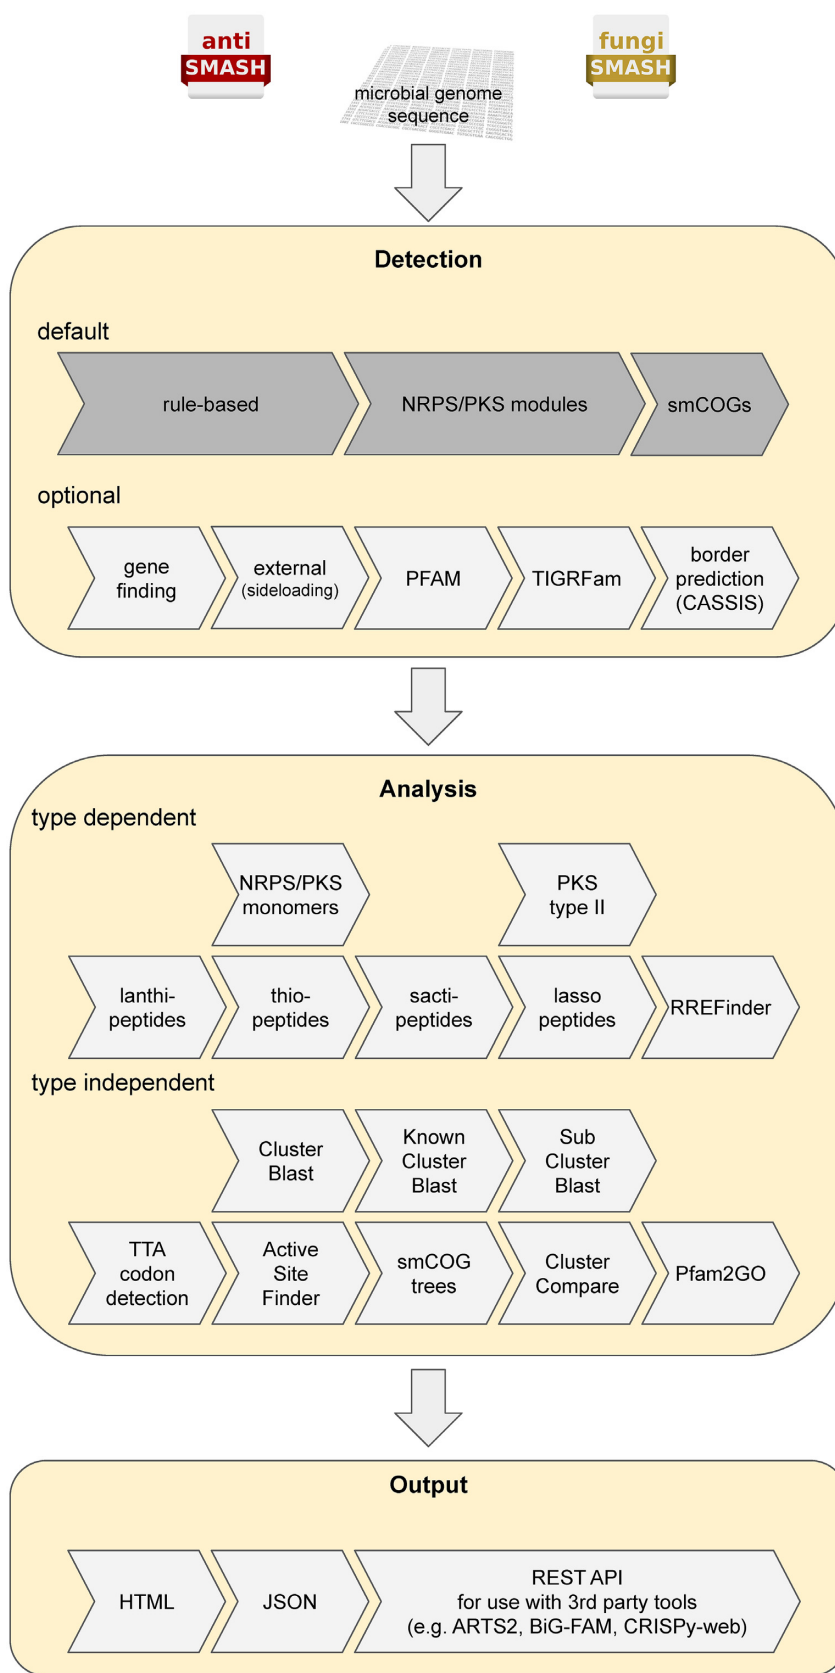 anti
SMASH
fungi
SMASH
microbial genome
sequence
Detection
default
rule-based
NRPS/PKS modules
smCOGs
optional
gene
finding
external
(sideloading)
PFAM
TIGRFam
border
prediction
(CASSIS)
Analysis
type dependent
NRPS/PKS
monomers
PKS
type II
lanthi-
peptides
thio-
peptides
sacti-
peptides
lasso
peptides
RREFinder
type independent
Cluster
Blast
Known
Cluster
Blast
Sub
Cluster
Blast
TTA
codon
detection
Active
Site
Finder
smCOG
trees
Cluster
Compare
Pfam2GO
Output
HTML
JSON
REST API
for use with 3rd party tools
(e.g. ARTS2, BiG-FAM, CRISPy-web)